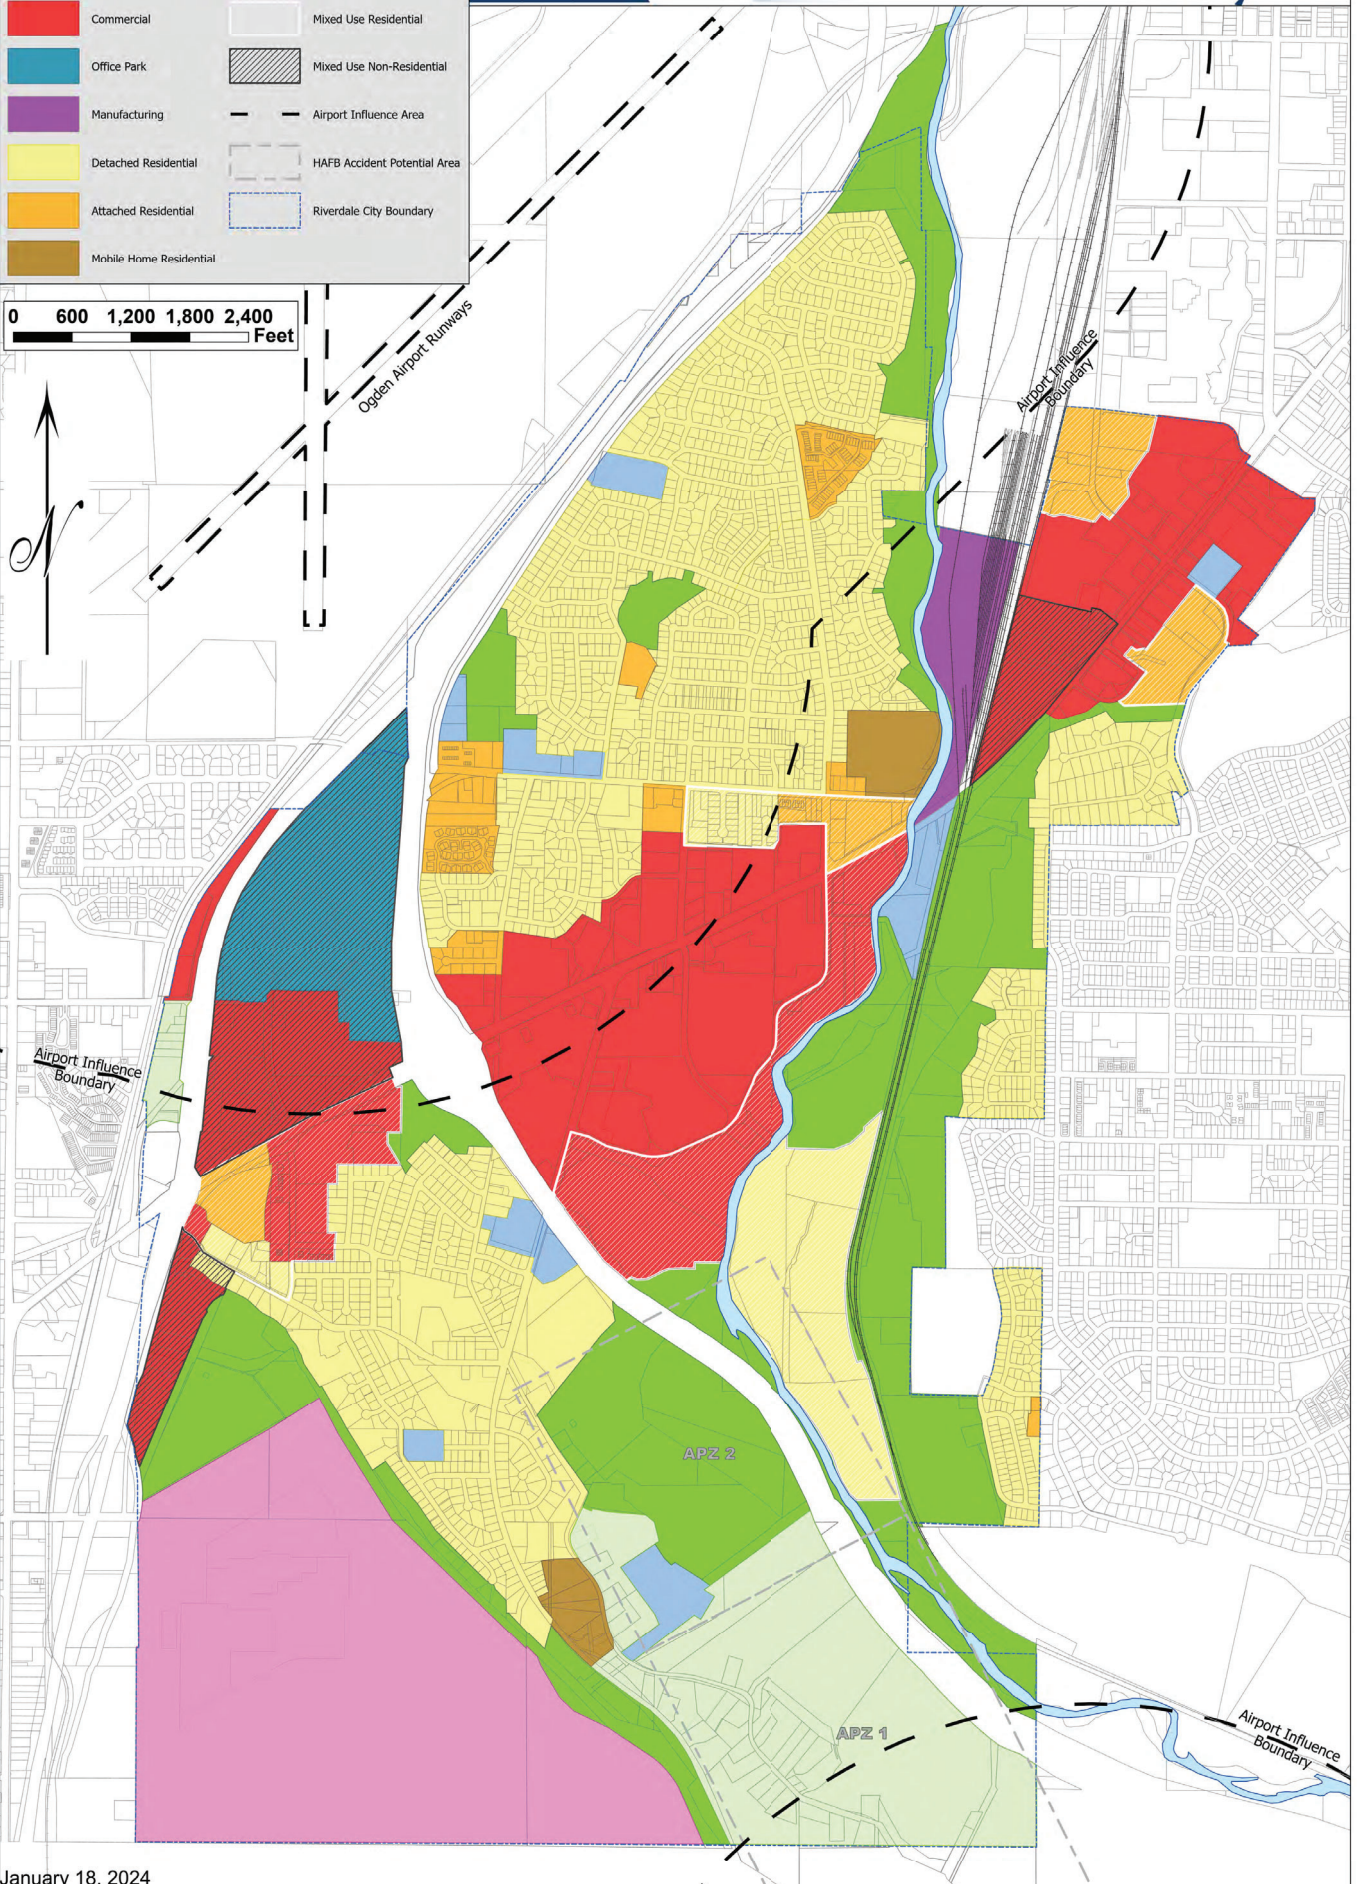 Commercial
Mixed Use Residential
Office Park
Mixed Use Non-Residential
Manufacturing
Airport Influence Area
Detached Residential
HAFB Accident Potential Area
Attached Residential
Riverdale City Boundary
Mobile Home Residential
0 600 1,200 1,800 2,400
Feet
Ogden Airport Runways
Airport Influence
Boundary
N
Airport Influence
Boundary
APZ 2
APZ 1
Airport Influence
Boundary
January 18, 2024